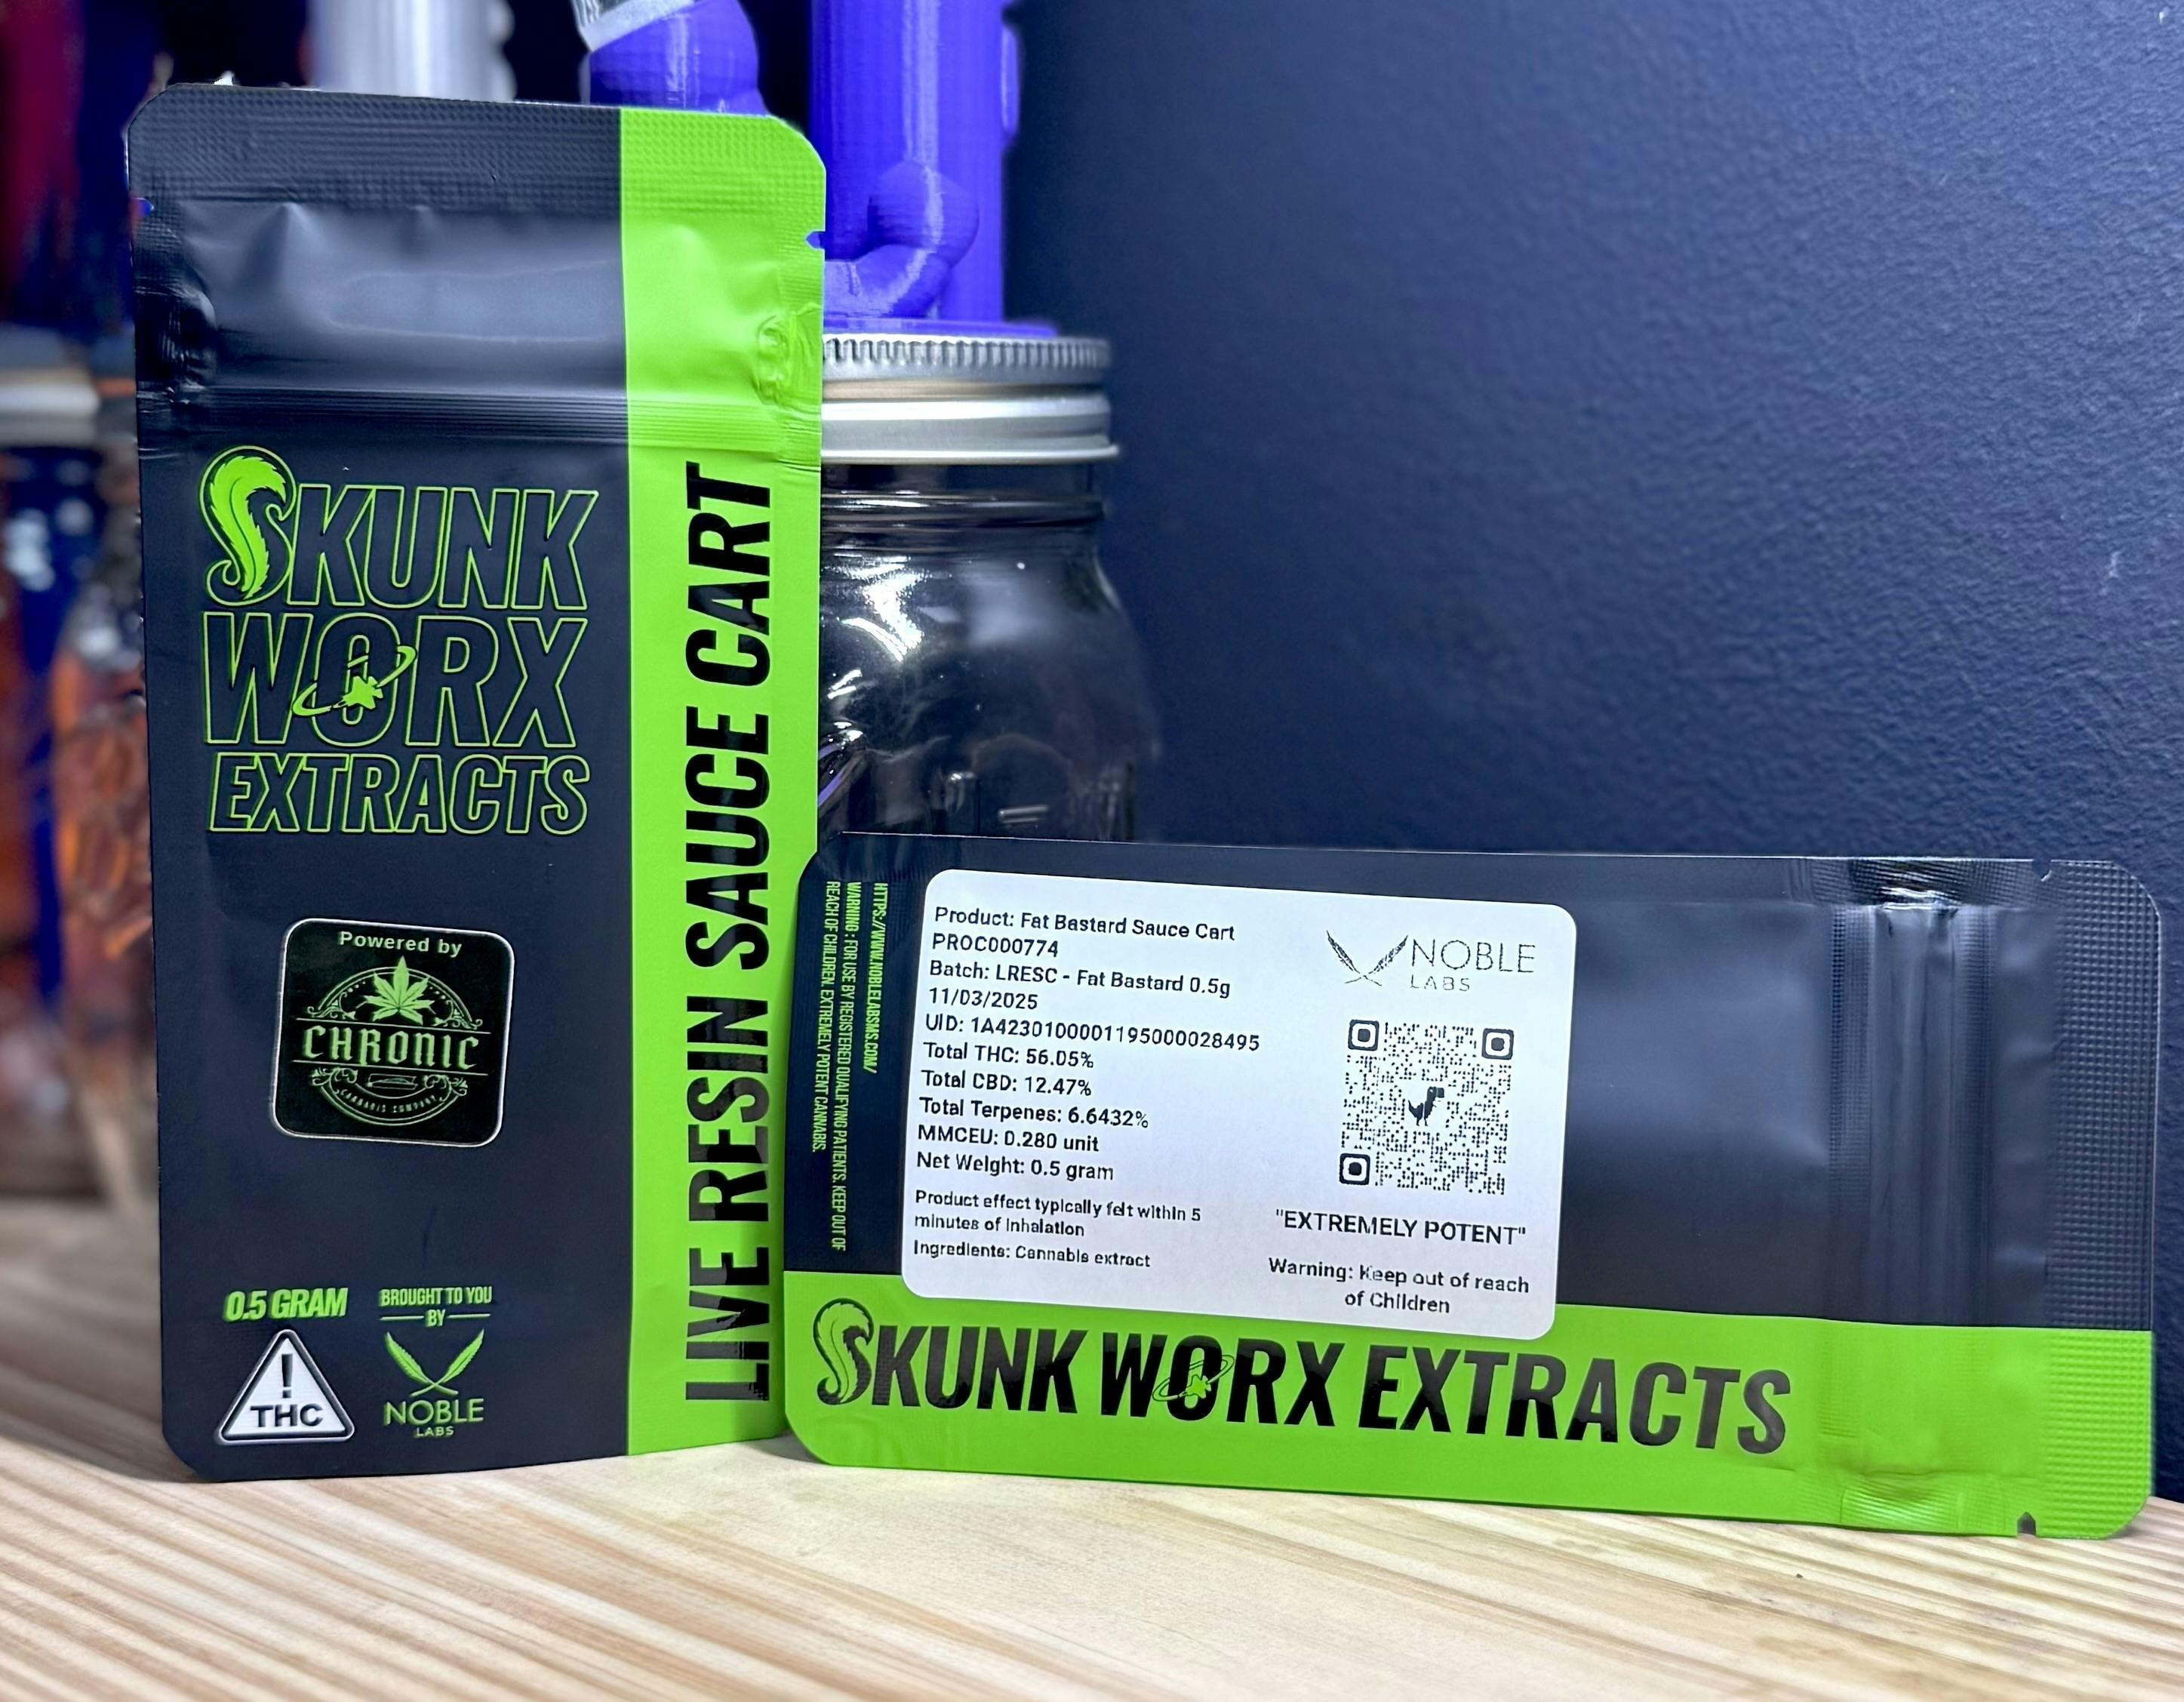 SKUNK
WORX
EXTRACTS
LIVE RESIN SAUCE CART
Powered by
CHRONIC
CANNABIS COMPANY
0.5 GRAM
THC
BROUGHT TO YOU
BY
NOBLE
LABS
HTTPS://WWW.NOBLELABSMS.COM/
WARNING : FOR USE BY REGISTERED QUALIFYING PATIENTS. KEEP OUT OF
REACH OF CHILDREN. EXTREMELY POTENT CANNABIS.
Product: Fat Bastard Sauce Cart
PROC000774
Batch: LRESC - Fat Bastard 0.5g
11/03/2025
UID: 1A4230100001195000028495
Total THC: 56.05%
Total CBD: 12.47%
Total Terpenes: 6.6432%
MMCEU: 0.280 unit
Net Weight: 0.5 gram
Product effect typically felt within 5
minutes of Inhalation
Ingredients: Cannabis extract
NOBLE
LABS
"EXTREMELY POTENT"
Warning: Keep out of reach
of Children
SKUNK WORX EXTRACTS